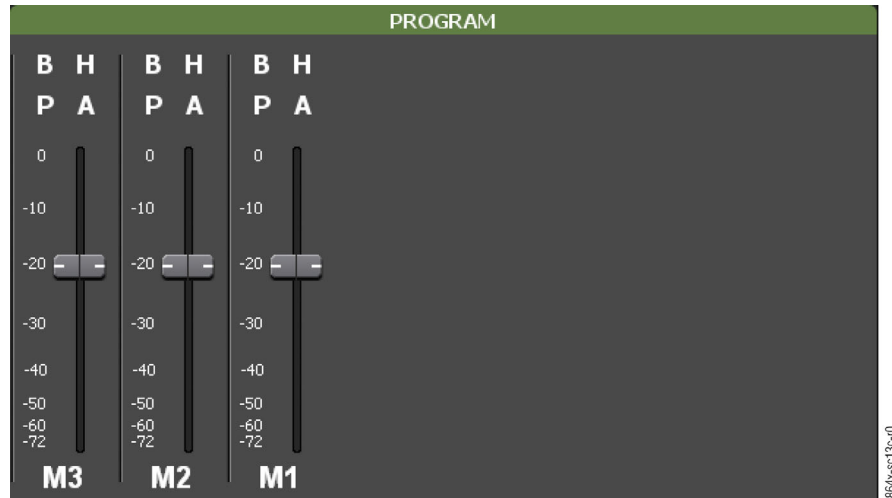 PROGRAM
B H B H B H
P A P A P A
0 0 0
-10 -10 -10
-20 -20 -20
-30 -30 -30
-40 -40 -40
-50 -50 -50
-60 -60 -60
-72 -72 -72
M3 M2 M1